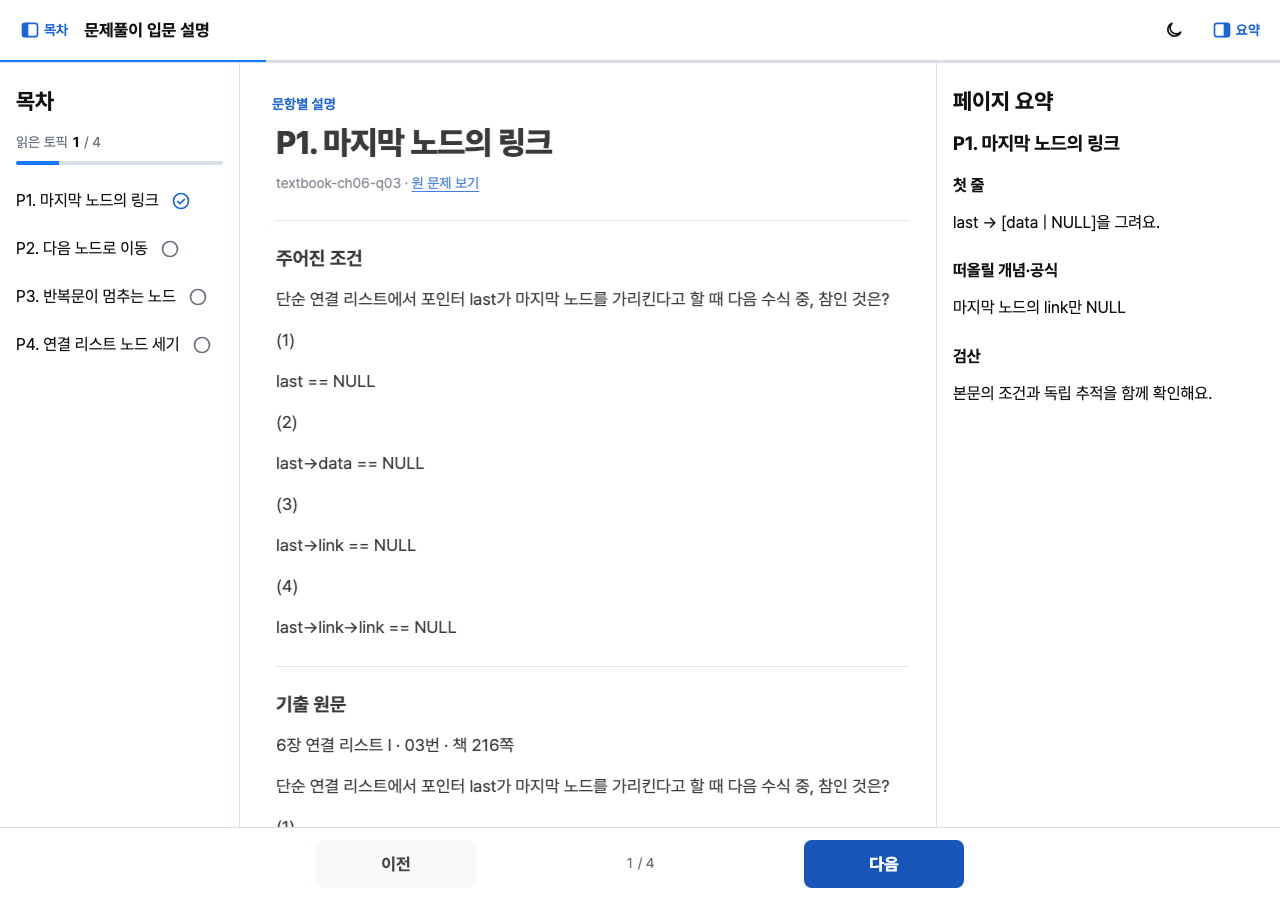 목차
문제풀이 입문 설명
요약
목차
읽은 토픽 1 / 4
P1. 마지막 노드의 링크
P2. 다음 노드로 이동
P3. 반복문이 멈추는 노드
P4. 연결 리스트 노드 세기
문항별 설명
P1. 마지막 노드의 링크
textbook-ch06-q03 · 원 문제 보기
주어진 조건
단순 연결 리스트에서 포인터 last가 마지막 노드를 가리킨다고 할 때 다음 수식 중, 참인 것은?
(1)
last == NULL
(2)
last→data == NULL
(3)
last→link == NULL
(4)
last→link→link == NULL
기출 원문
6장 연결 리스트 I · 03번 · 책 216쪽
단순 연결 리스트에서 포인터 last가 마지막 노드를 가리킨다고 할 때 다음 수식 중, 참인 것은?
(1)
페이지 요약
P1. 마지막 노드의 링크
첫 줄
last → [data | NULL]을 그려요.
떠올릴 개념·공식
마지막 노드의 link만 NULL
검산
본문의 조건과 독립 추적을 함께 확인해요.
이전
1 / 4
다음